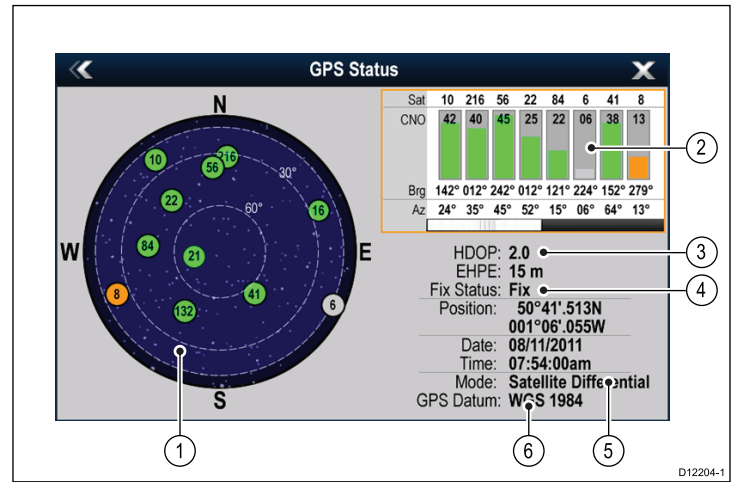 GPS Status
N
10
216
56
30°
22
16
60°
W
84
21
E
8
41
6
132
S
Sat 10 216 56 22 84 6 41 8
CNO 42 40 45 25 22 06 38 13
Brg 142° 012° 242° 012° 121° 224° 152° 279°
Az 24° 35° 45° 52° 15° 06° 64° 13°
HDOP: 2.0
EHPE: 15 m
Fix Status: Fix
Position: 50°41'.513N
001°06'.055W
Date: 08/11/2011
Time: 07:54:00am
Mode: Satellite Differential
GPS Datum: WGS 1984
2
3
4
1
6
5
D12204-1